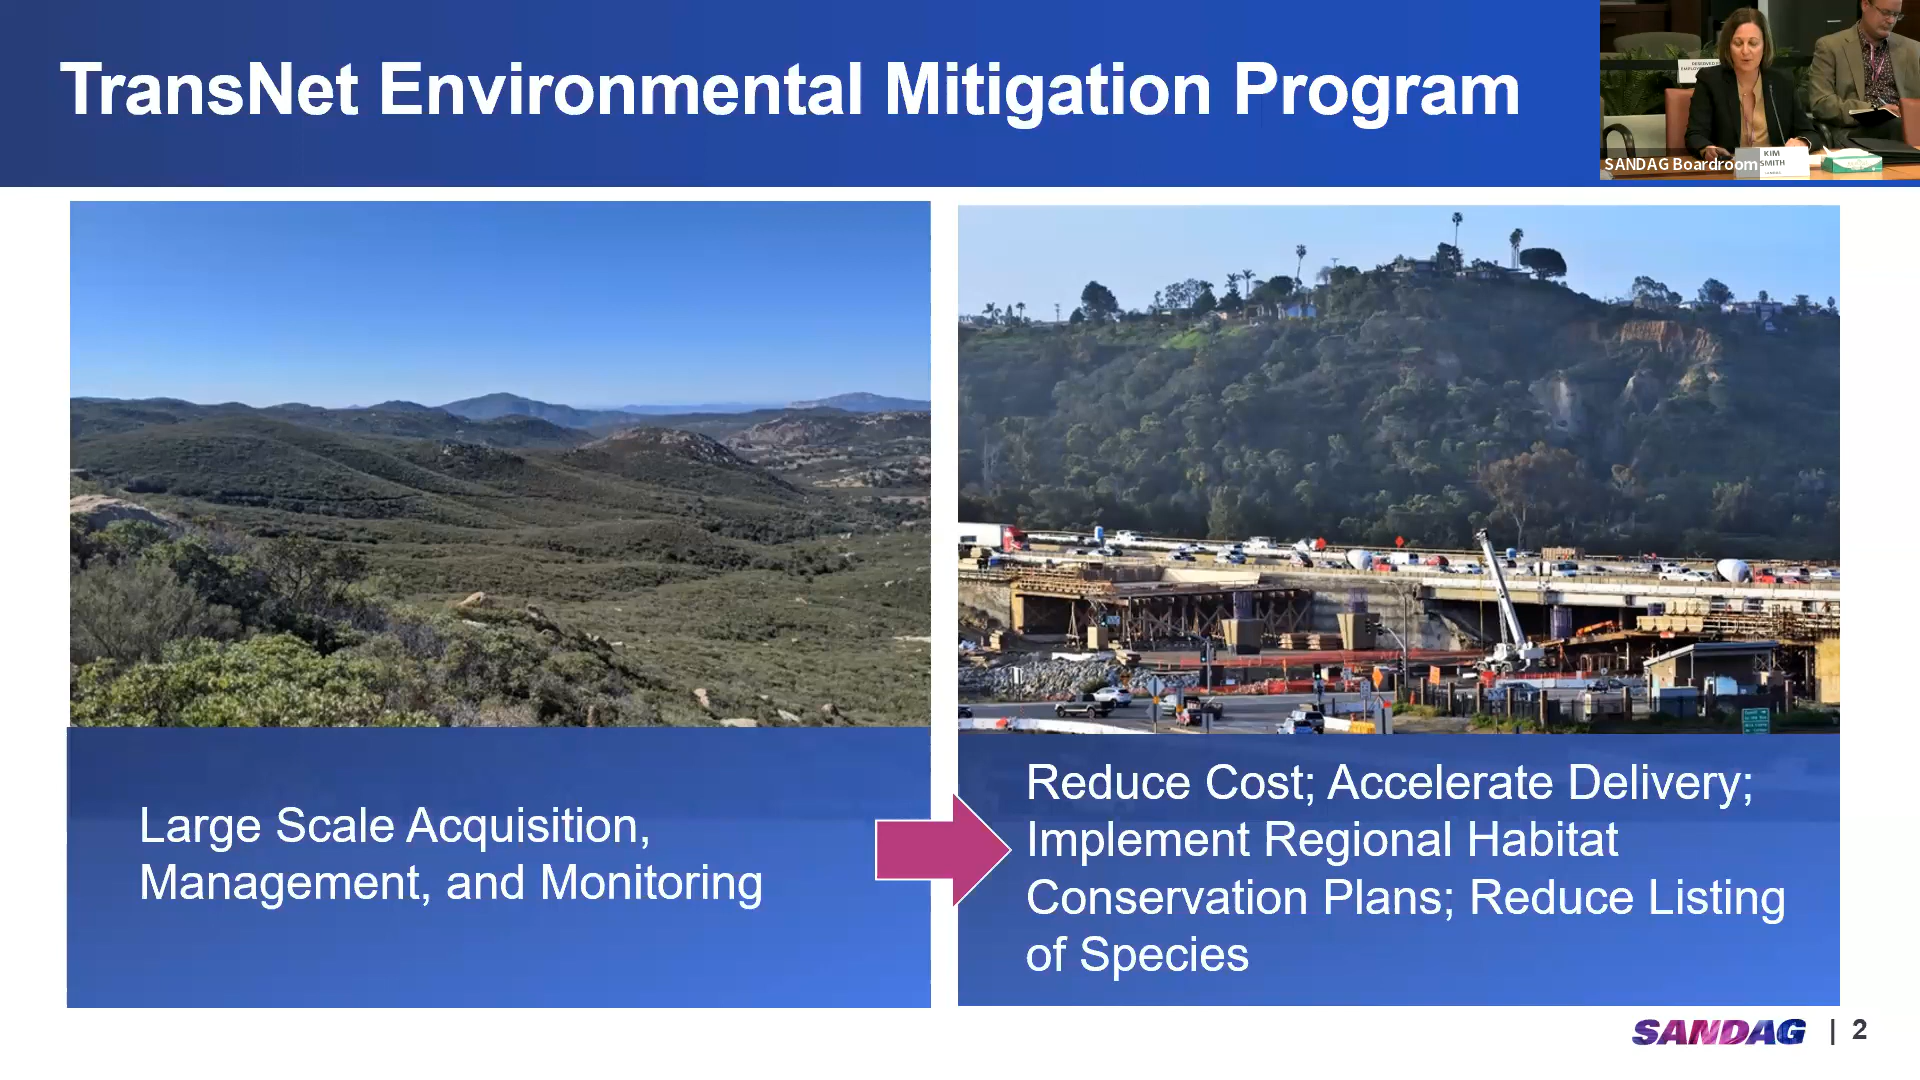 TransNet Environmental Mitigation Program
SANDAG Boardroom
KIM
SMITH
Large Scale Acquisition,
Management, and Monitoring
Reduce Cost; Accelerate Delivery;
Implement Regional Habitat
Conservation Plans; Reduce Listing
of Species
SANDAG | 2